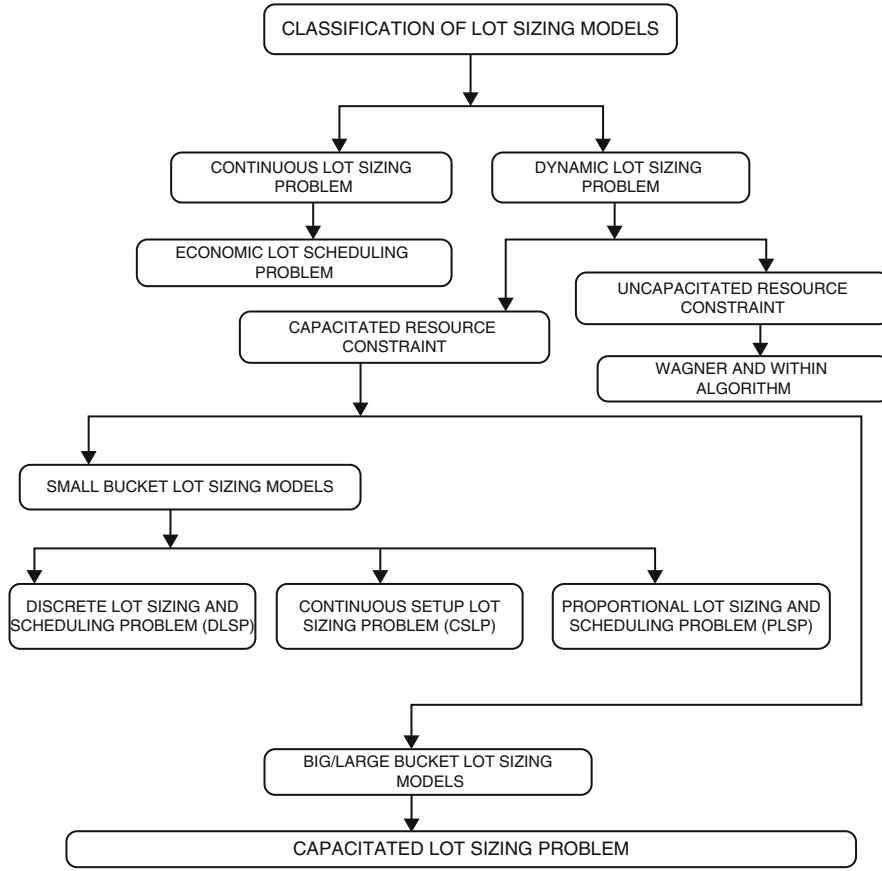 CLASSIFICATION OF LOT SIZING MODELS
CONTINUOUS LOT SIZING
PROBLEM
DYNAMIC LOT SIZING
PROBLEM
ECONOMIC LOT SCHEDULING
PROBLEM
UNCAPACITATED RESOURCE
CONSTRAINT
CAPACITATED RESOURCE
CONSTRAINT
WAGNER AND WITHIN
ALGORITHM
SMALL BUCKET LOT SIZING MODELS
DISCRETE LOT SIZING AND
SCHEDULING PROBLEM (DLSP)
CONTINUOUS SETUP LOT
SIZING PROBLEM (CSLP)
PROPORTIONAL LOT SIZING AND
SCHEDULING PROBLEM (PLSP)
BIG/LARGE BUCKET LOT SIZING
MODELS
CAPACITATED LOT SIZING PROBLEM